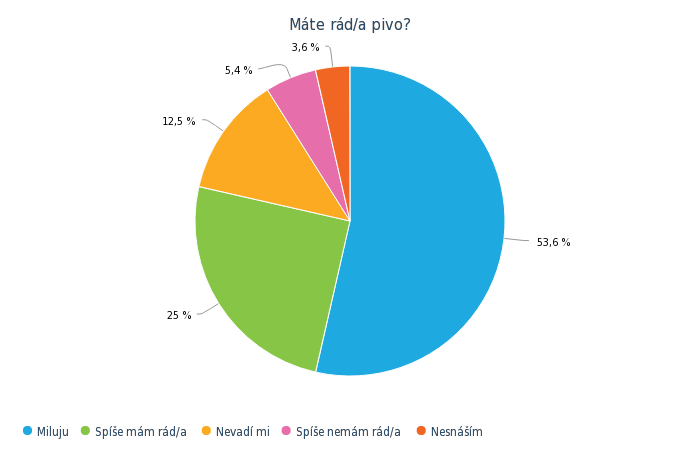 Máte rád/a pivo?
3,6 %
5,4 %
12,5 %
53,6 %
25 %
Miluju Spíše mám rád/a Nevadí mi Spíše nemám rád/a Nesnáším